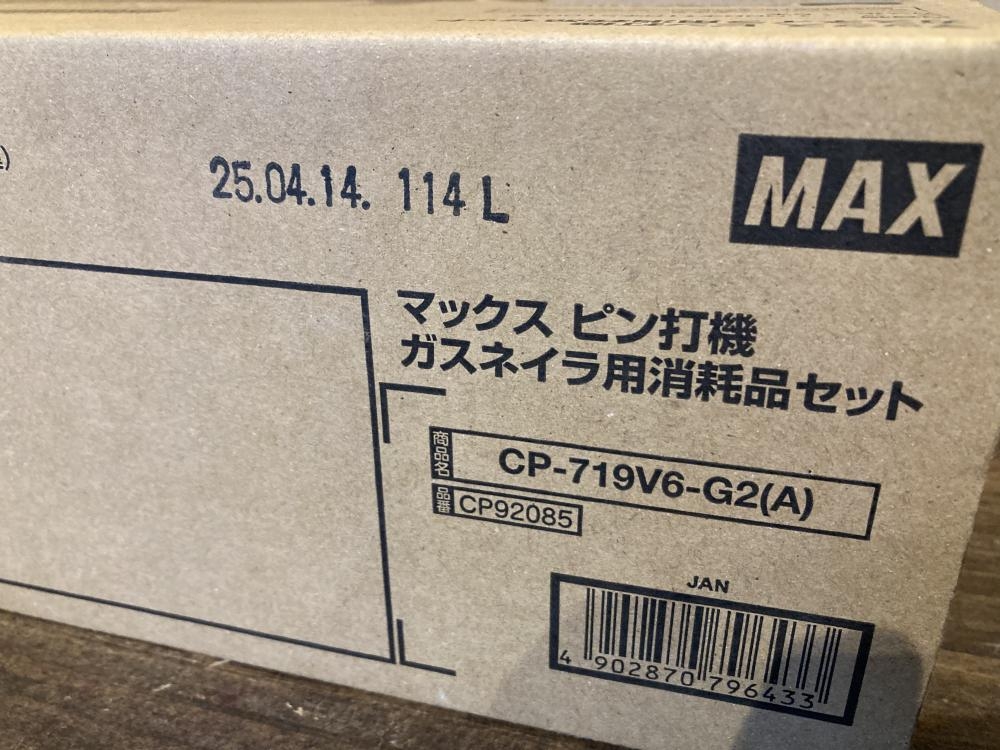 25.04.14. 114 L
MAX
マックス ピン打機
ガスネイラ用消耗品セット
商品名 CP-719V6-G2(A)
品番 CP92085
JAN
4 902870 796433